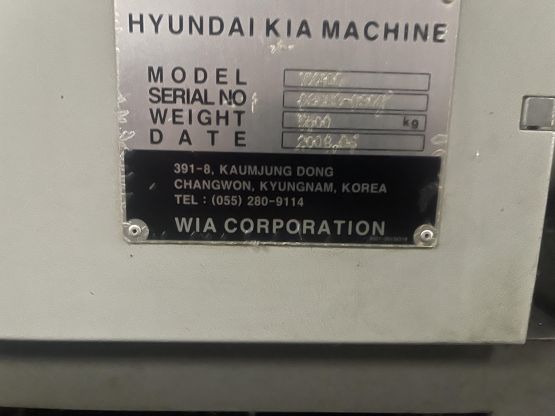 HYUNDAI KIA MACHINE
MODEL
SERIAL NO
WEIGHT kg
DATE
391-8, KAUMJUNG DONG
CHANGWON, KYUNGNAM, KOREA
TEL : (055) 280-9114
WIA CORPORATION